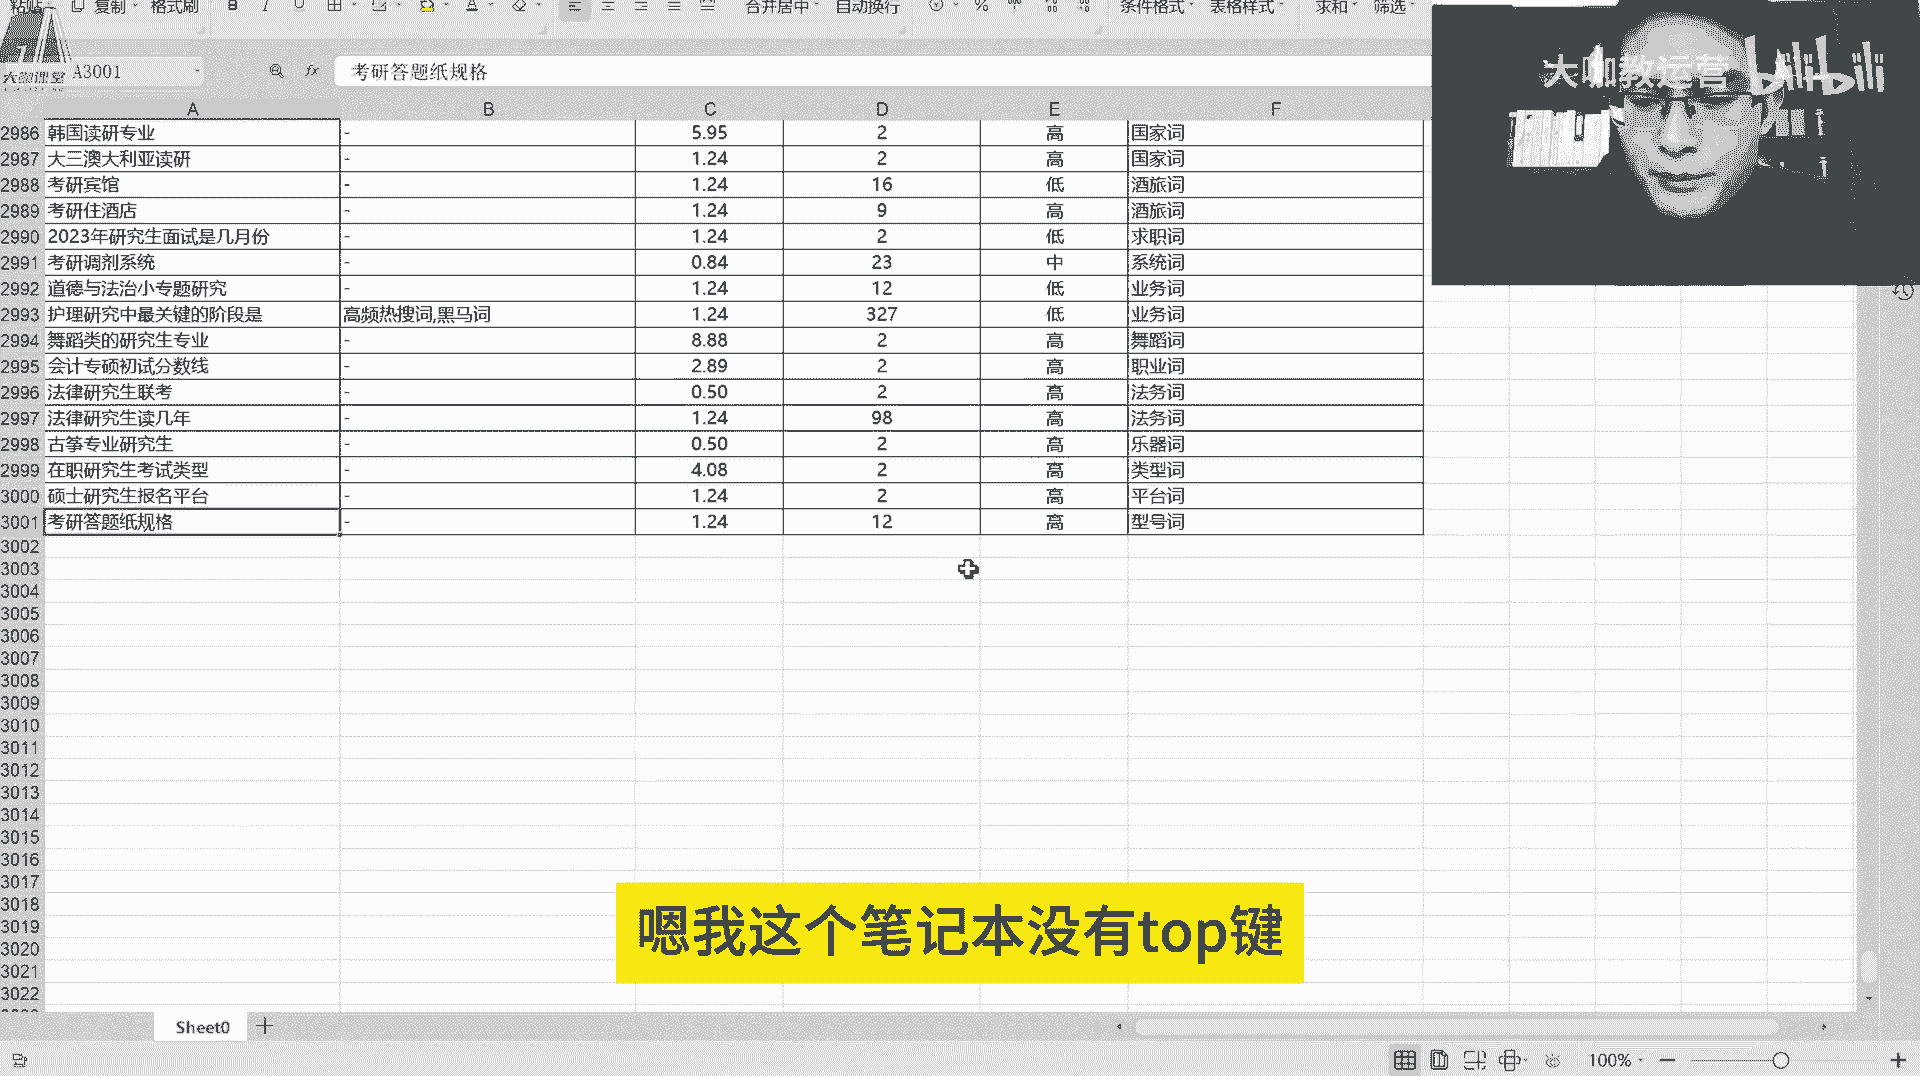 粘贴 复制 格式刷 B I U 合并居中 自动换行 % 条件格式 表格样式 求和 筛选
大咖课堂
A3001 fx 考研答题纸规格
大咖教运营 bilibili
A B C D E F
2986 韩国读研专业 - 5.95 2 高 国家词
2987 大三澳大利亚读研 - 1.24 2 高 国家词
2988 考研宾馆 - 1.24 16 低 酒旅词
2989 考研住酒店 - 1.24 9 高 酒旅词
2990 2023年研究生面试是几月份 - 1.24 2 低 求职词
2991 考研调剂系统 - 0.84 23 中 系统词
2992 道德与法治小专题研究 - 1.24 12 低 业务词
2993 护理研究中最关键的阶段是 高频热搜词,黑马词 1.24 327 低 业务词
2994 舞蹈类的研究生专业 - 8.88 2 高 舞蹈词
2995 会计专硕初试分数线 - 2.89 2 高 职业词
2996 法律研究生联考 - 0.50 2 高 法务词
2997 法律研究生读几年 - 1.24 98 高 法务词
2998 古筝专业研究生 - 0.50 2 高 乐器词
2999 在职研究生考试类型 - 4.08 2 高 类型词
3000 硕士研究生报名平台 - 1.24 2 高 平台词
3001 考研答题纸规格 - 1.24 12 高 型号词
3002
3003
3004
3005
3006
3007
3008
3009
3010
3011
3012
3013
3014
3015
3016
3017
3018
3019
3020
3021
3022
嗯我这个笔记本没有top键
Sheet0 +
100% - +